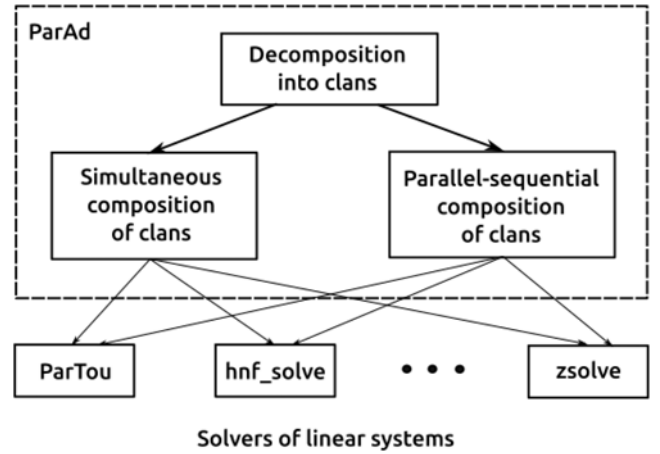 ParAd
Decomposition
into clans
Simultaneous
composition
of clans
Parallel-sequential
composition
of clans
ParTou
hnf_solve
• • •
zsolve
Solvers of linear systems